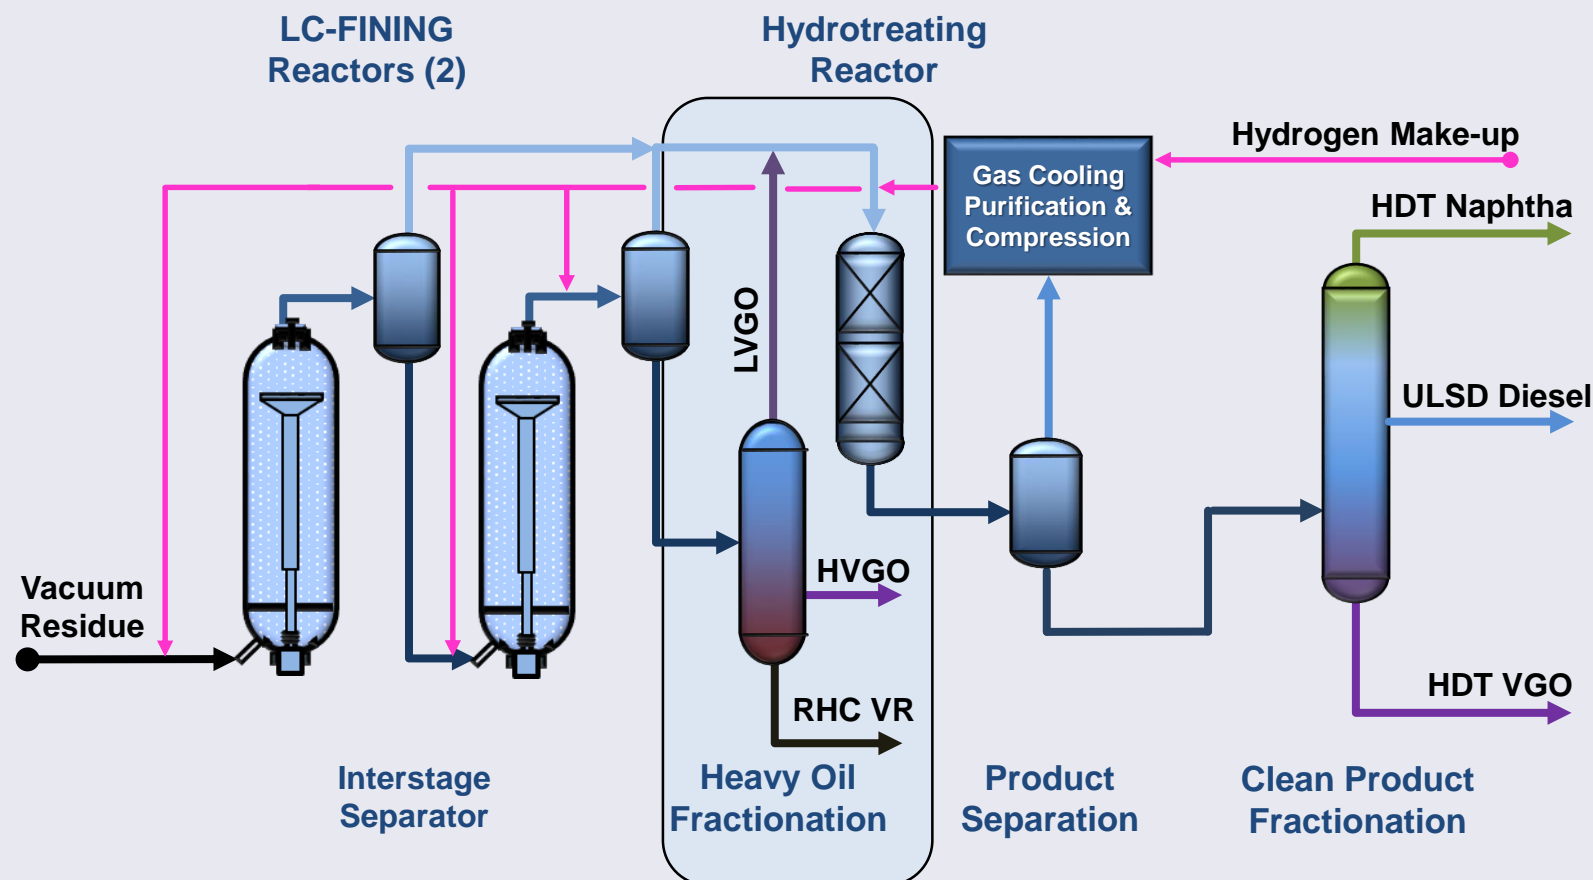 LC-FINING
Reactors (2)
Hydrotreating
Reactor
Hydrogen Make-up
Gas Cooling
Purification &
Compression
HDT Naphtha
LVGO
ULSD Diesel
Vacuum
Residue
HVGO
RHC VR
HDT VGO
Interstage
Separator
Heavy Oil
Fractionation
Product
Separation
Clean Product
Fractionation